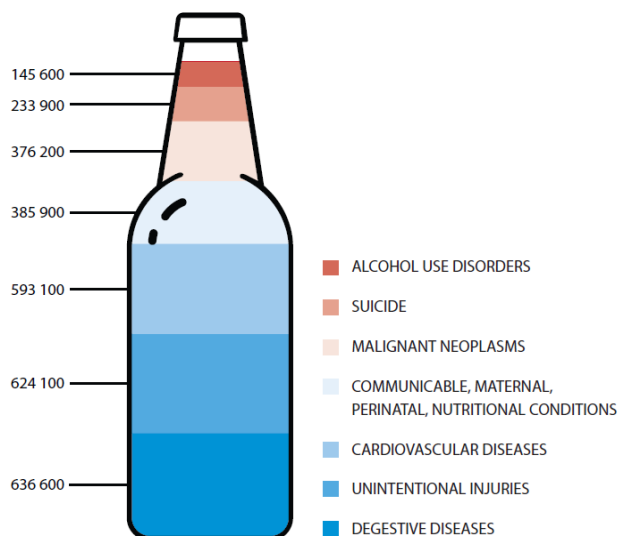 145 600
233 900
376 200
385 900
593 100
624 100
636 600
ALCOHOL USE DISORDERS
SUICIDE
MALIGNANT NEOPLASMS
COMMUNICABLE, MATERNAL,
PERINATAL, NUTRITIONAL CONDITIONS
CARDIOVASCULAR DISEASES
UNINTENTIONAL INJURIES
DEGESTIVE DISEASES